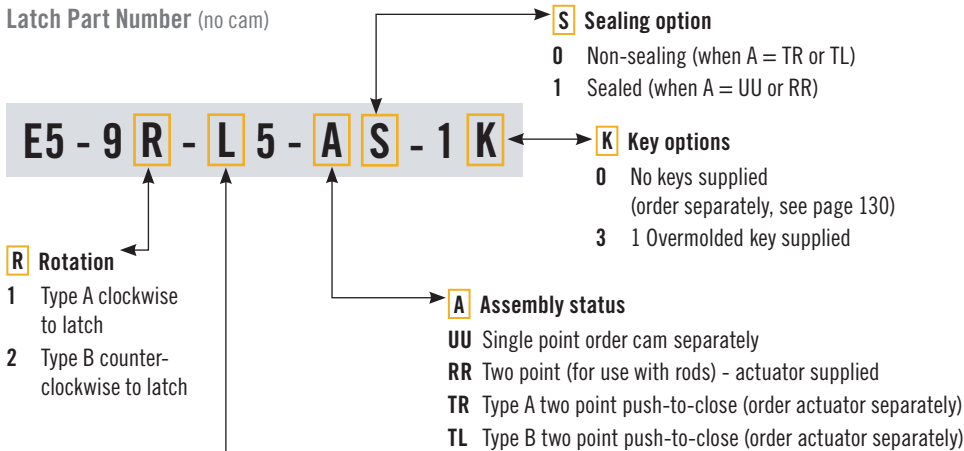 Latch Part Number (no cam)
E5 - 9 R - L 5 - A S - 1 K
S Sealing option
0 Non-sealing (when A = TR or TL)
1 Sealed (when A = UU or RR)
K Key options
0 No keys supplied
(order separately, see page 130)
3 1 Overmolded key supplied
R Rotation
1 Type A clockwise
to latch
2 Type B counter-
clockwise to latch
A Assembly status
UU Single point order cam separately
RR Two point (for use with rods) - actuator supplied
TR Type A two point push-to-close (order actuator separately)
TL Type B two point push-to-close (order actuator separately)